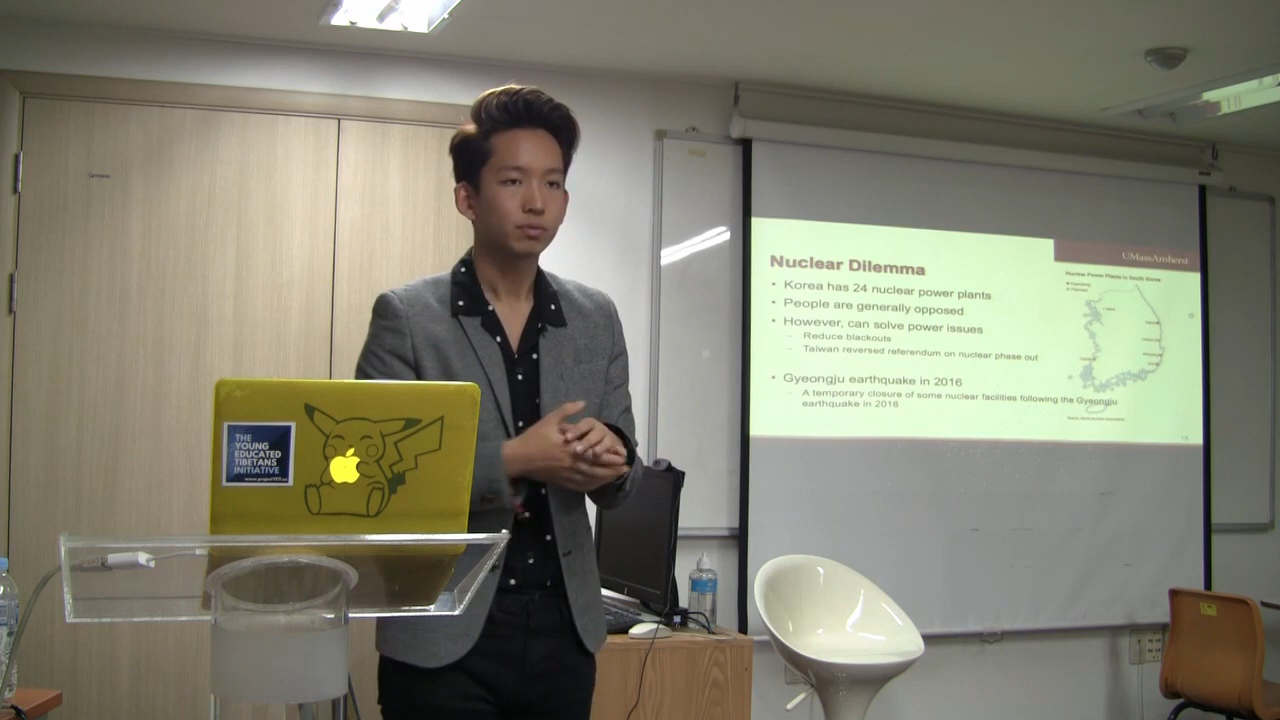 THE
YOUNG
EDUCATED
TIBETANS
INITIATIVE
UMassAmherst
Nuclear Dilemma
• Korea has 24 nuclear power plants
• People are generally opposed
• However, can solve power issues
– Reduce blackouts
– Taiwan reversed referendum on nuclear phase out
• Gyeongju earthquake in 2016
– A temporary closure of some nuclear facilities following the Gyeongju
earthquake in 2016
Nuclear Power Plants in South Korea